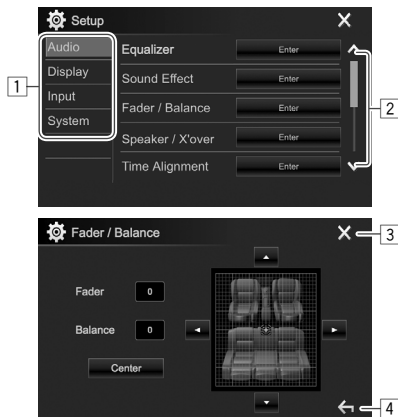 Setup
Audio
Display
Input
System
Equalizer Enter
Sound Effect Enter
Fader / Balance Enter
Speaker / X'over Enter
Time Alignment Enter
1
2
Fader / Balance
3
Fader 0
Balance 0
Center
4